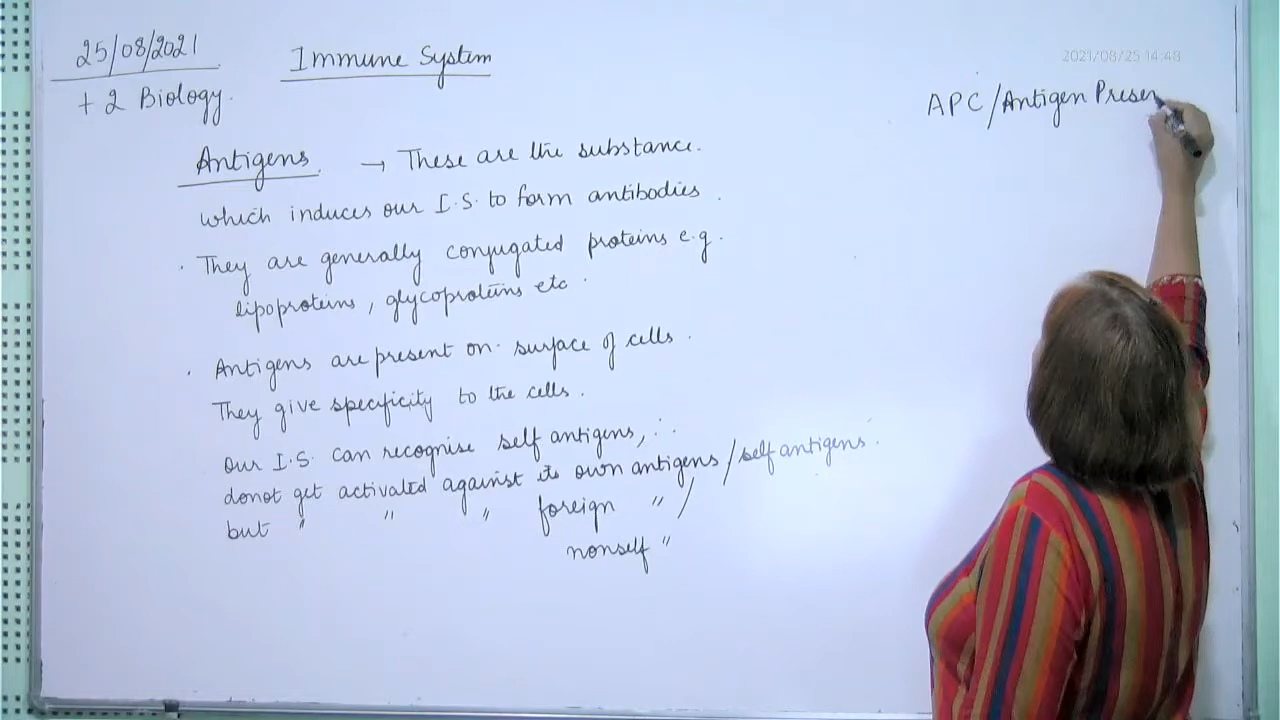 25/08/2021
Immune System
+ 2 Biology.
2021/08/25 14:48
APC/Antigen Presen
Antigens. → These are the substance.
which induces our I.S. to form antibodies.
· They are generally conjugated proteins e.g.
lipoproteins, glycoproteins etc.
· Antigens are present on surface of cells.
They give specificity to the cells.
Our I.S. can recognise self antigens, ∴
donot get activated against its own antigens / self antigens.
but " " " foreign " /
nonself "